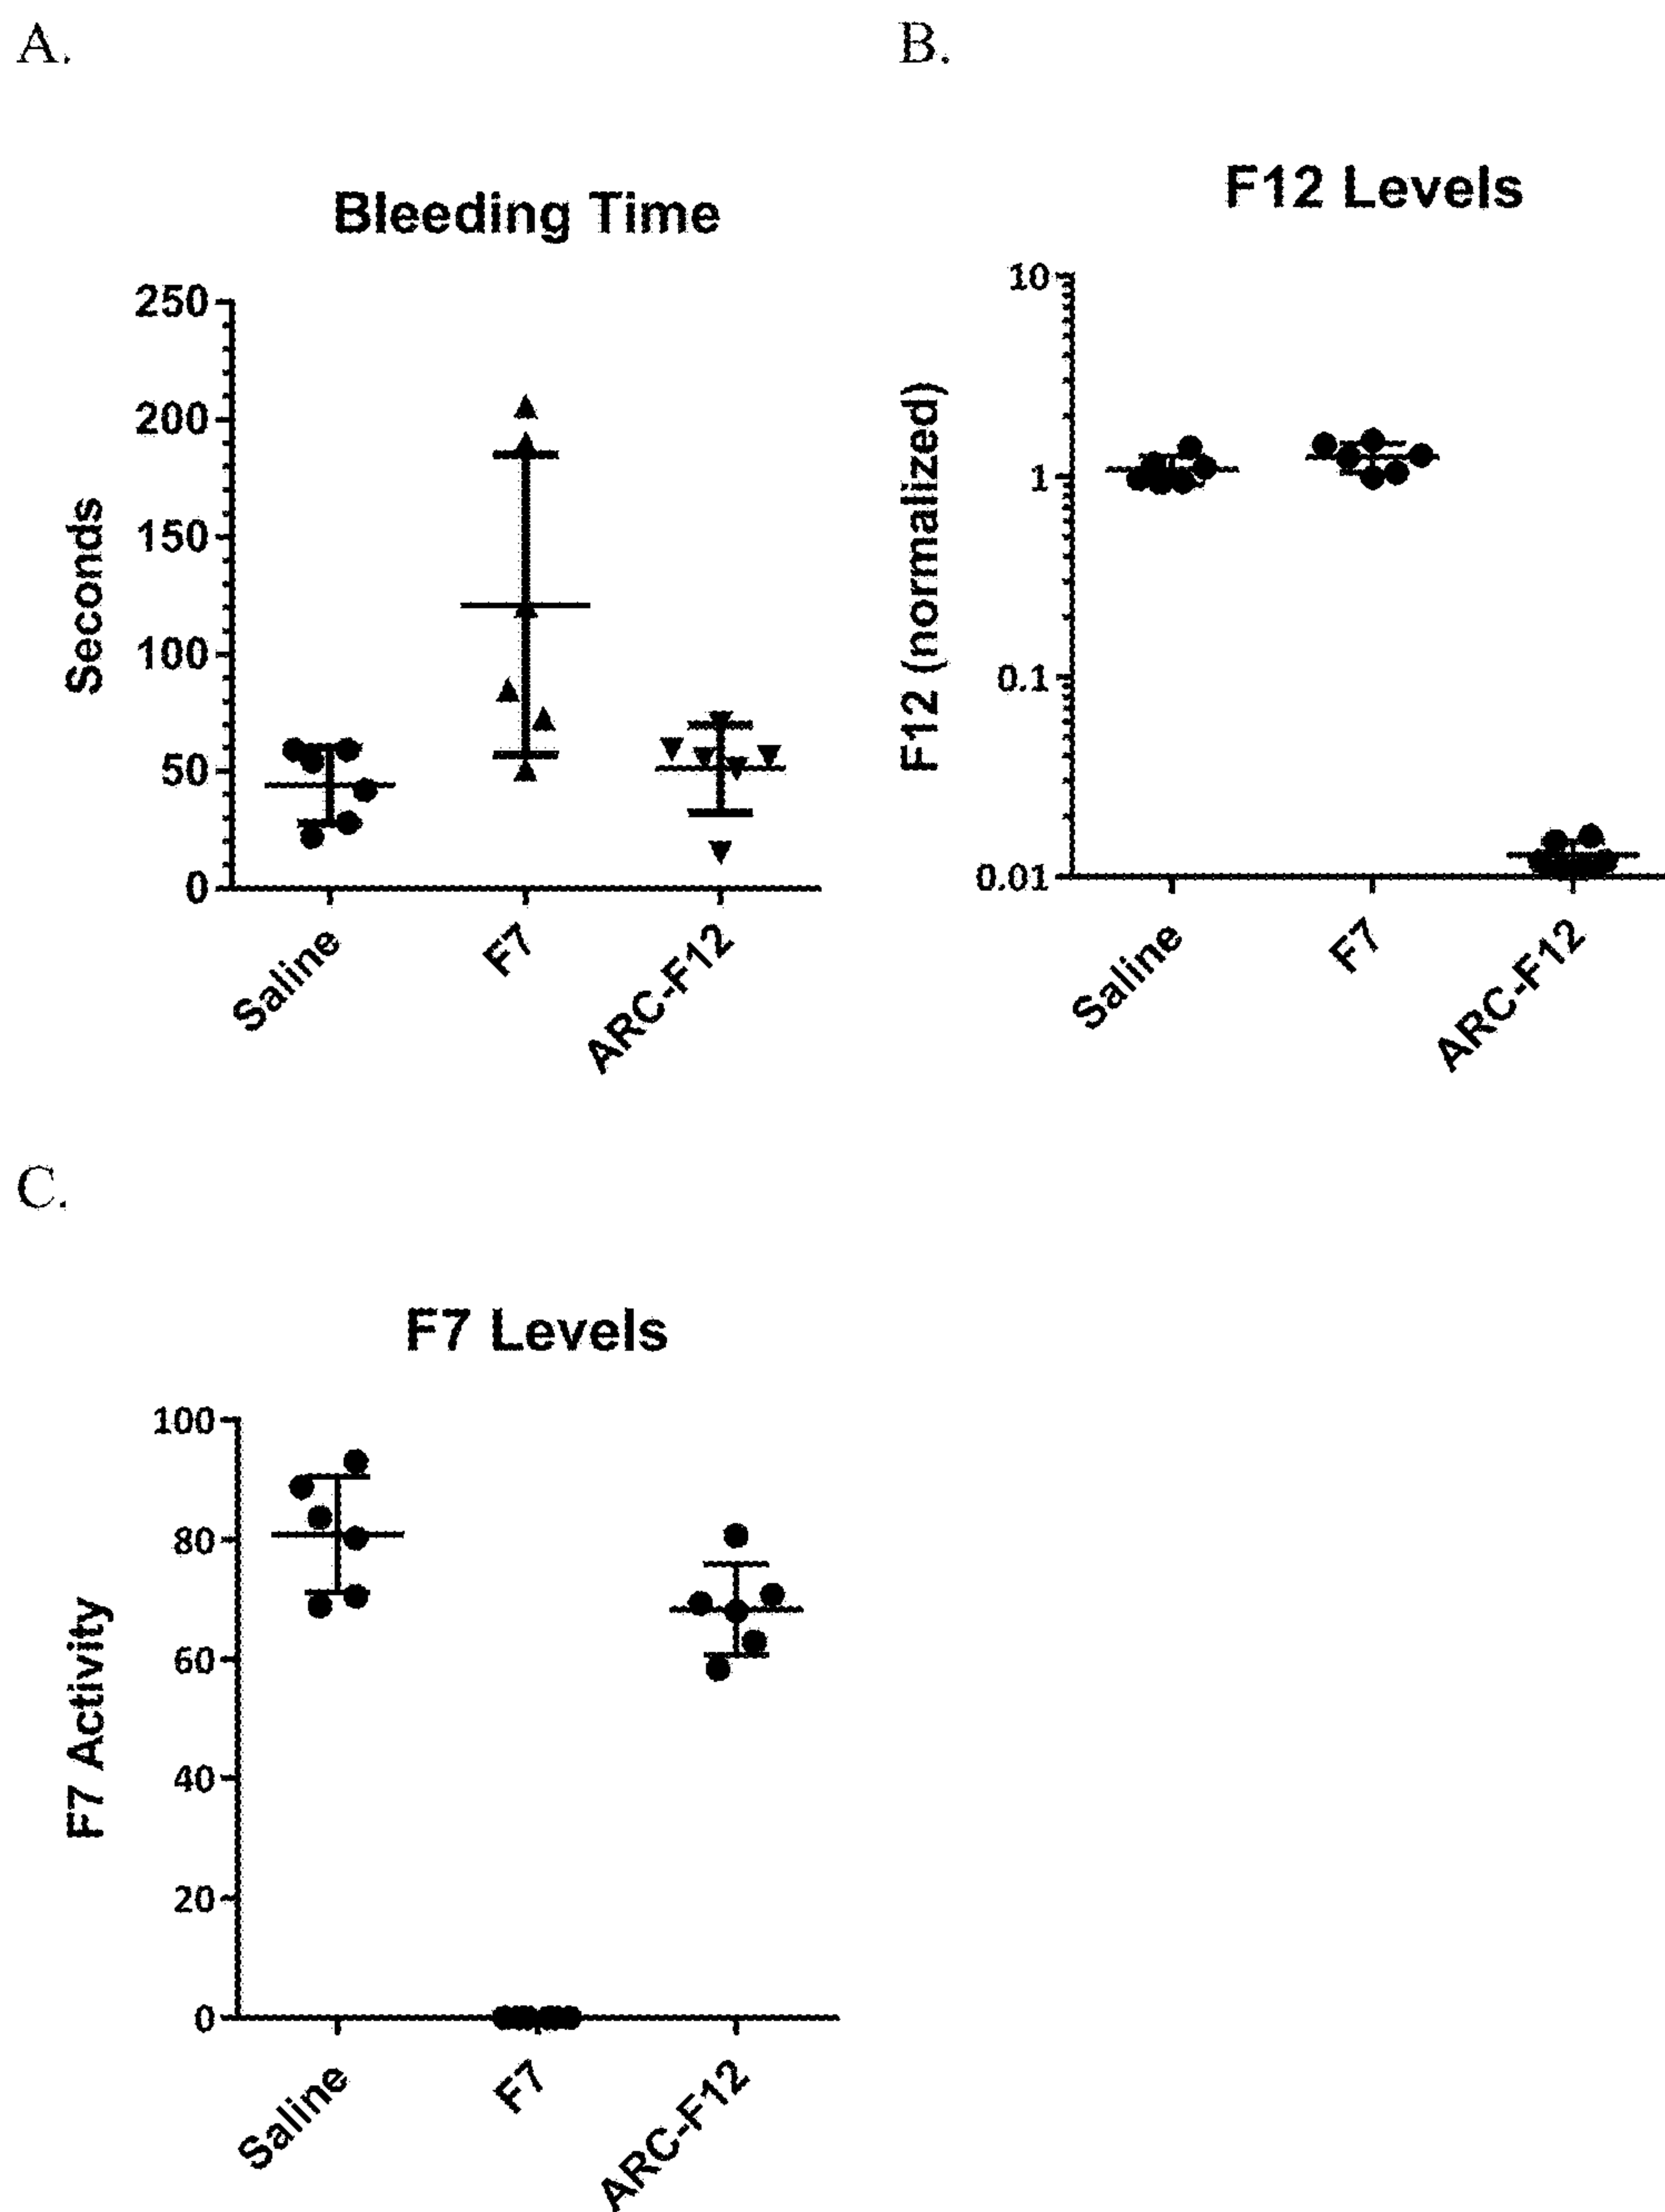 A.
Bleeding Time
250
200
150
100
50
0
Seconds
Saline
F7
ARC-F12
B.
F12 Levels
10
1
0.1
0.01
F12 (normalized)
Saline
F7
ARC-F12
C.
F7 Levels
100
80
60
40
20
0
F7 Activity
Saline
F7
ARC-F12